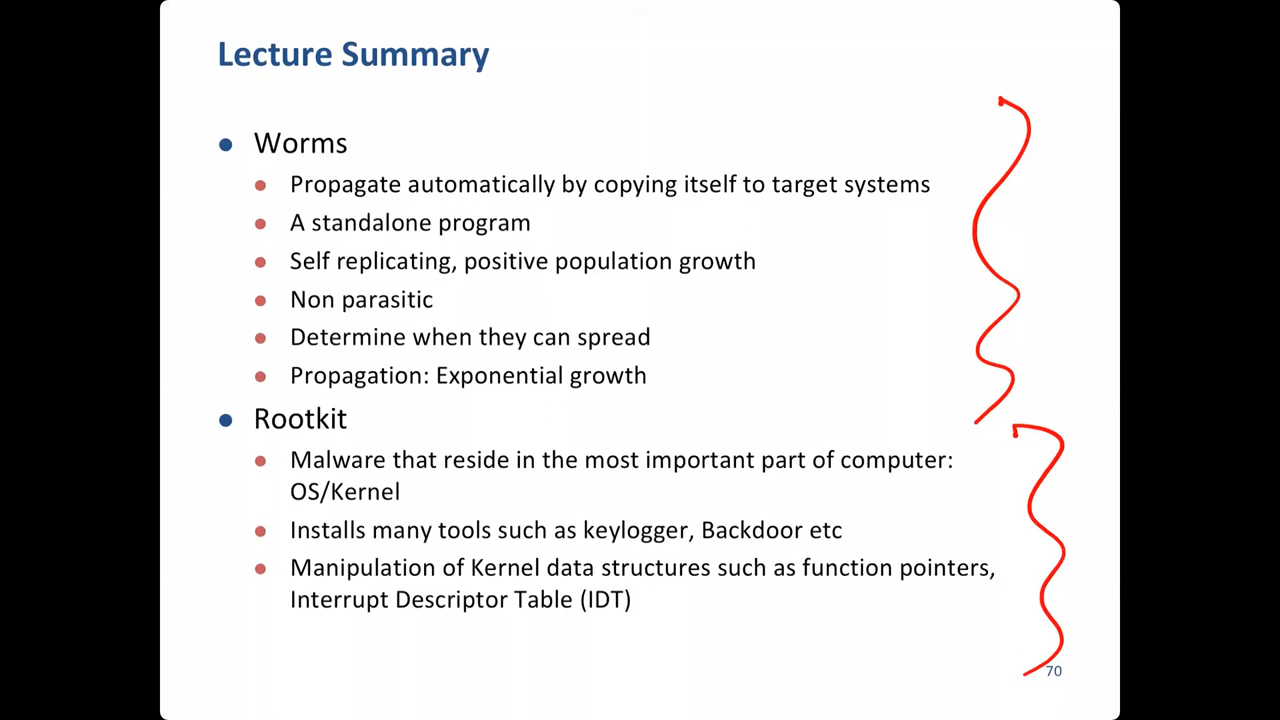 Lecture Summary
Worms
Propagate automatically by copying itself to target systems
A standalone program
Self replicating, positive population growth
Non parasitic
Determine when they can spread
Propagation: Exponential growth
Rootkit
Malware that reside in the most important part of computer:
OS/Kernel
Installs many tools such as keylogger, Backdoor etc
Manipulation of Kernel data structures such as function pointers,
Interrupt Descriptor Table (IDT)
70